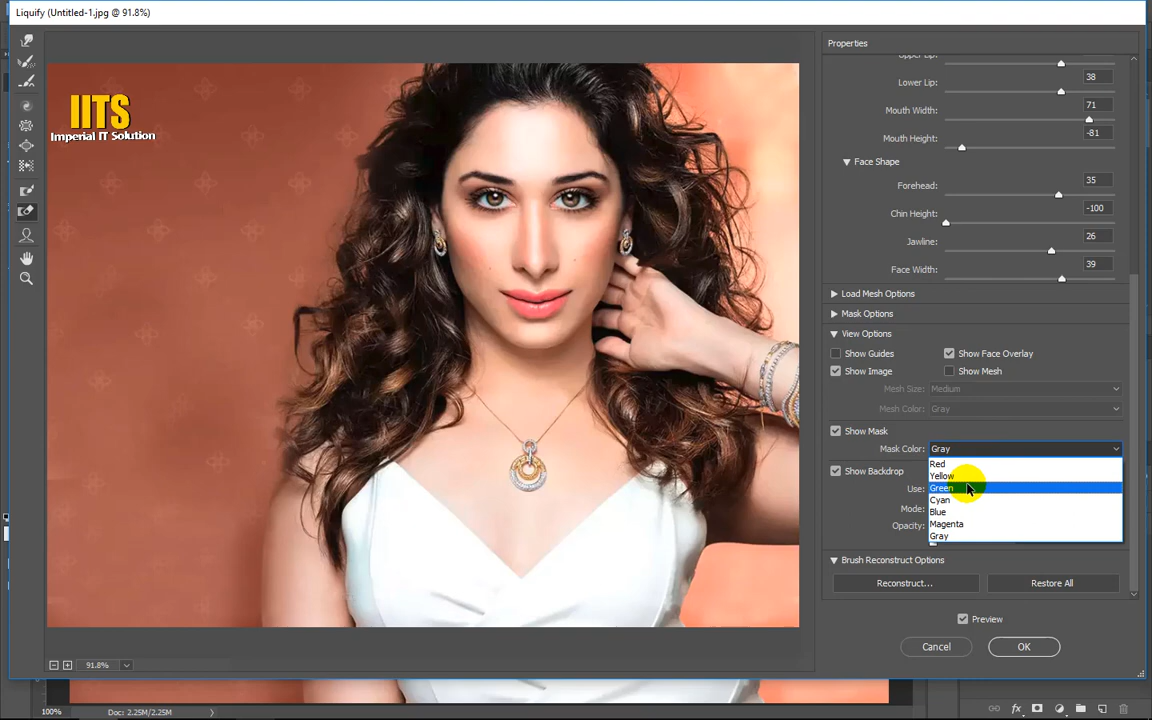 Liquify (Untitled-1.jpg @ 91.8%)
IITS
Imperial IT Solution
Properties
Upper Lip:
38
Lower Lip:
71
Mouth Width:
-81
Mouth Height:
Face Shape
35
Forehead:
-100
Chin Height:
26
Jawline:
39
Face Width:
Load Mesh Options
Mask Options
View Options
Show Guides
Show Face Overlay
Show Image
Show Mesh
Mesh Size: Medium
Mesh Color: Gray
Show Mask
Mask Color: Gray
Red
Yellow
Show Backdrop
Green
Use:
Cyan
Mode:
Blue
Opacity:
Magenta
Gray
Brush Reconstruct Options
Reconstruct...
Restore All
Preview
Cancel
OK
91.8%
100%
Doc: 2.25M/2.25M
fx